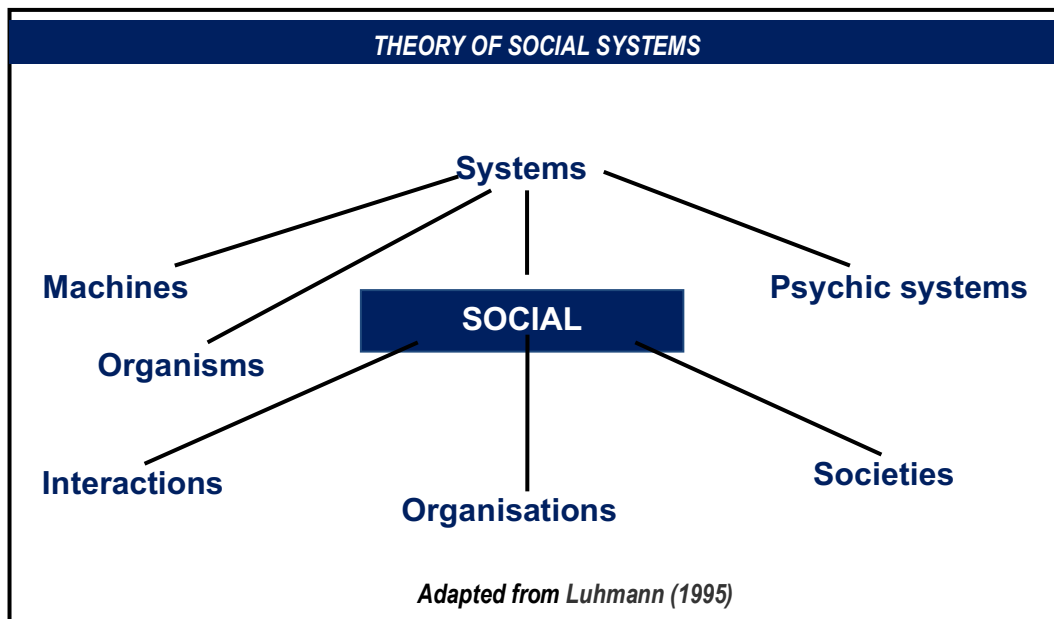 THEORY OF SOCIAL SYSTEMS
Systems
Machines
Psychic systems
SOCIAL
Organisms
Interactions
Societies
Organisations
Adapted from Luhmann (1995)